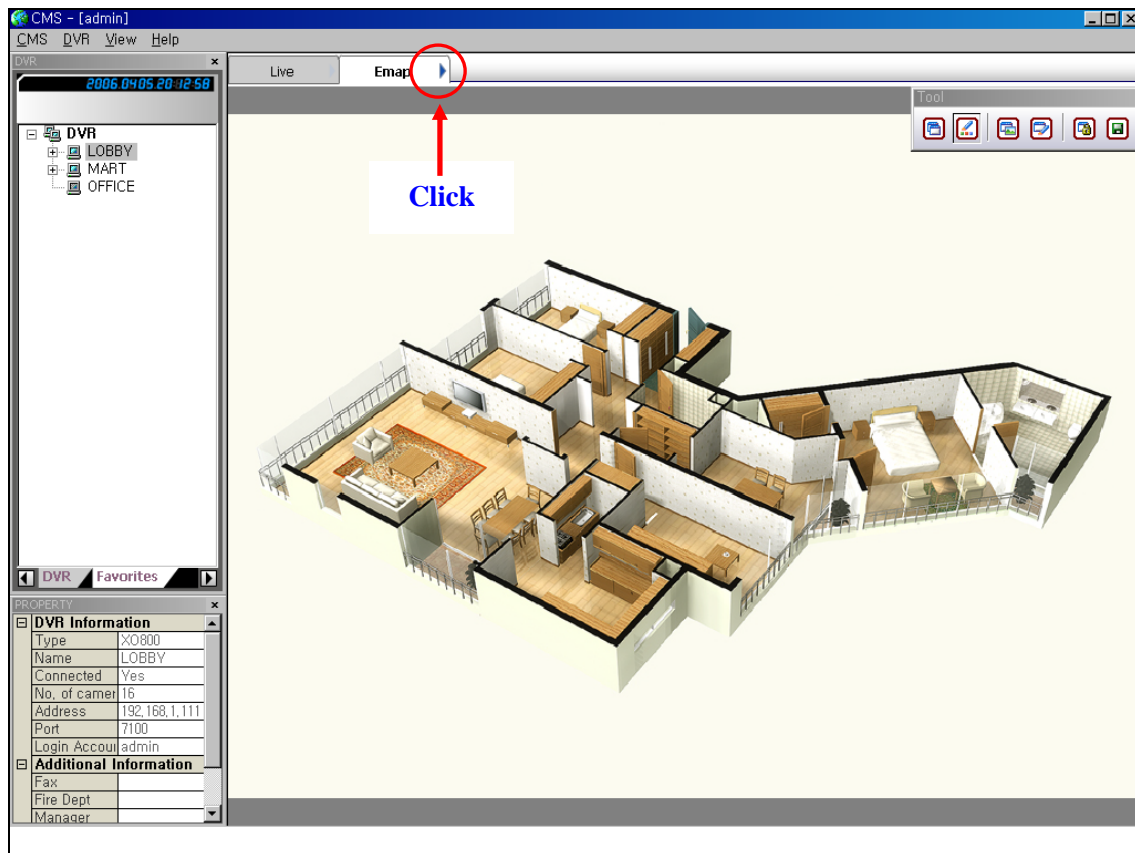 CMS - [admin]
CMS DVR View Help
DVR
2006.04.05.20:12:58
Live
Emap
Tool
Click
DVR
LOBBY
MART
OFFICE
DVR Favorites
PROPERTY
DVR Information
Type XO800
Name LOBBY
Connected Yes
No, of camer 16
Address 192,168,1,111
Port 7100
Login Accou admin
Additional Information
Fax
Fire Dept
Manager